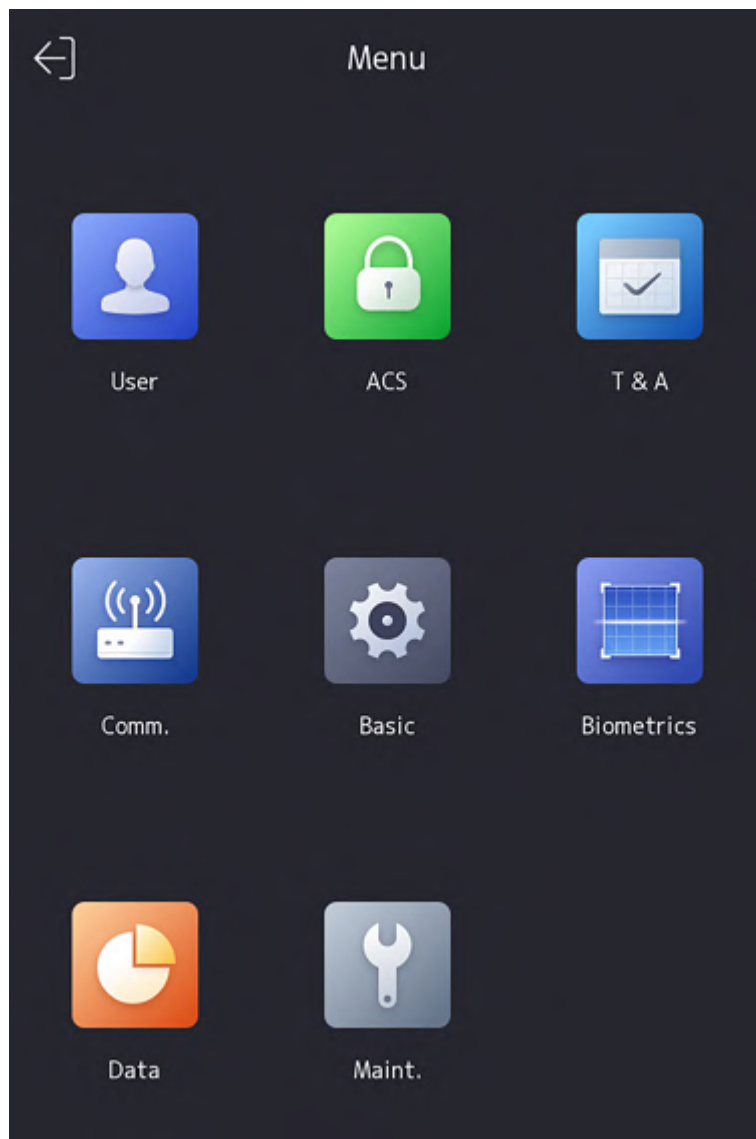 Menu
User
ACS
T & A
Comm.
Basic
Biometrics
Data
Maint.